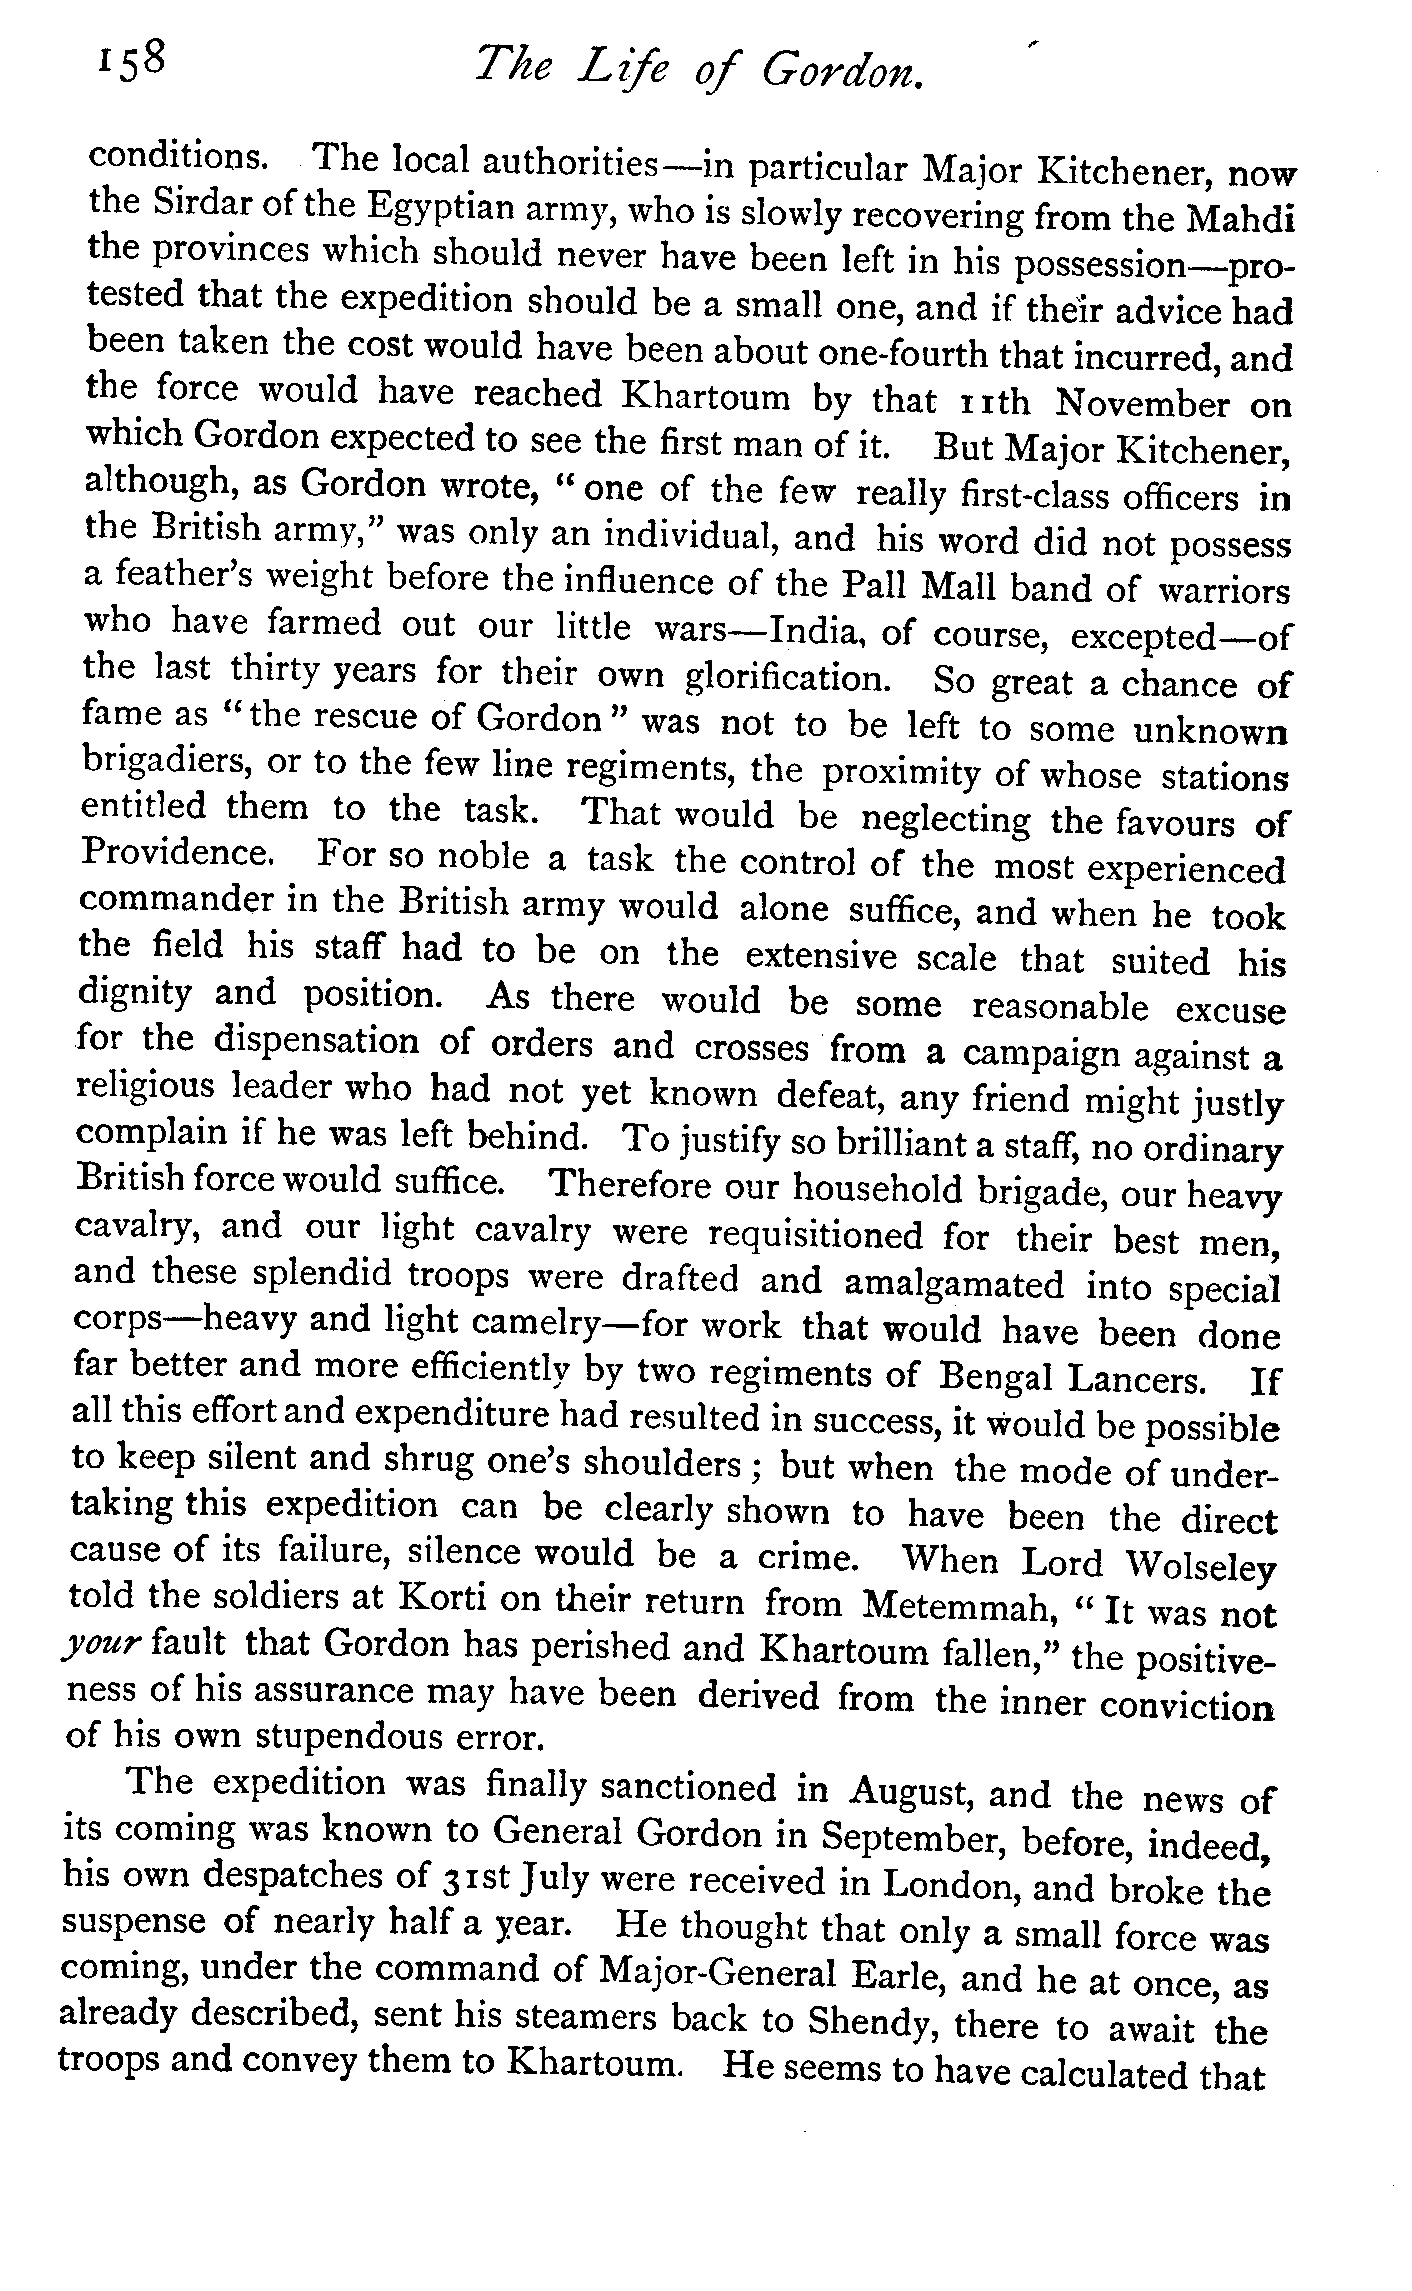 158 The Life of Gordon.
conditions. The local authorities—in particular Major Kitchener, now
the Sirdar of the Egyptian army, who is slowly recovering from the Mahdi
the provinces which should never have been left in his possession—pro-
tested that the expedition should be a small one, and if their advice had
been taken the cost would have been about one-fourth that incurred, and
the force would have reached Khartoum by that 11th November on
which Gordon expected to see the first man of it. But Major Kitchener,
although, as Gordon wrote, "one of the few really first-class officers in
the British army," was only an individual, and his word did not possess
a feather's weight before the influence of the Pall Mall band of warriors
who have farmed out our little wars—India, of course, excepted—of
the last thirty years for their own glorification. So great a chance of
fame as "the rescue of Gordon" was not to be left to some unknown
brigadiers, or to the few line regiments, the proximity of whose stations
entitled them to the task. That would be neglecting the favours of
Providence. For so noble a task the control of the most experienced
commander in the British army would alone suffice, and when he took
the field his staff had to be on the extensive scale that suited his
dignity and position. As there would be some reasonable excuse
for the dispensation of orders and crosses from a campaign against a
religious leader who had not yet known defeat, any friend might justly
complain if he was left behind. To justify so brilliant a staff, no ordinary
British force would suffice. Therefore our household brigade, our heavy
cavalry, and our light cavalry were requisitioned for their best men,
and these splendid troops were drafted and amalgamated into special
corps—heavy and light camelry—for work that would have been done
far better and more efficiently by two regiments of Bengal Lancers. If
all this effort and expenditure had resulted in success, it would be possible
to keep silent and shrug one's shoulders; but when the mode of under-
taking this expedition can be clearly shown to have been the direct
cause of its failure, silence would be a crime. When Lord Wolseley
told the soldiers at Korti on their return from Metemmah, "It was not
your fault that Gordon has perished and Khartoum fallen," the positive-
ness of his assurance may have been derived from the inner conviction
of his own stupendous error.
The expedition was finally sanctioned in August, and the news of
its coming was known to General Gordon in September, before, indeed,
his own despatches of 31st July were received in London, and broke the
suspense of nearly half a year. He thought that only a small force was
coming, under the command of Major-General Earle, and he at once, as
already described, sent his steamers back to Shendy, there to await the
troops and convey them to Khartoum. He seems to have calculated that